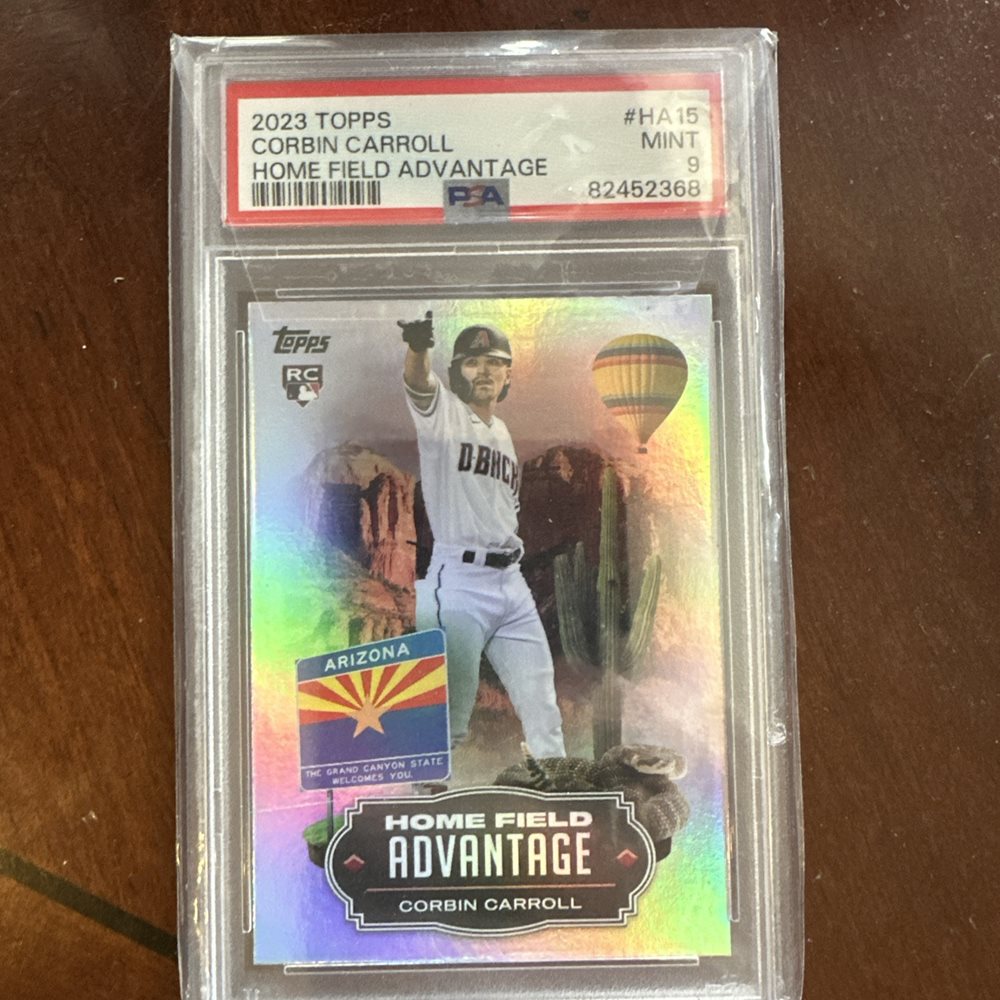 2023 TOPPS #HA15
CORBIN CARROLL MINT
HOME FIELD ADVANTAGE 9
PSA 82452368
TOPPS
RC
A
D-BACK
ARIZONA
THE GRAND CANYON STATE
WELCOMES YOU.
HOME FIELD
ADVANTAGE
CORBIN CARROLL